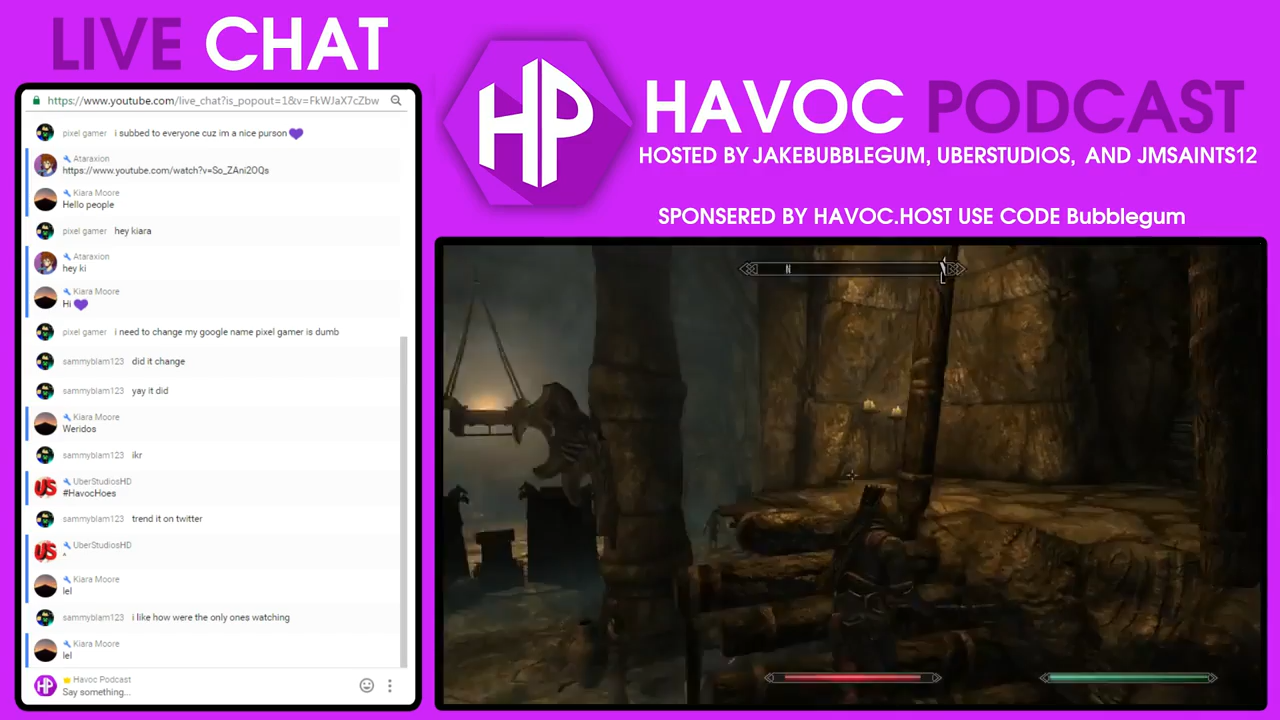 LIVE CHAT
https://www.youtube.com/live_chat?is_popout=1&v=FkWJaX7cZbw
pixel gamer i subbed to everyone cuz im a nice purson 💜
Ataraxion
https://www.youtube.com/watch?v=So_ZAni2OQs
Kiara Moore
Hello people
pixel gamer hey kiara
Ataraxion
hey ki
Kiara Moore
Hi 💜
pixel gamer i need to change my google name pixel gamer is dumb
sammyblam123 did it change
sammyblam123 yay it did
Kiara Moore
Weridos
sammyblam123 ikr
US
UberStudiosHD
#HavocHoes
sammyblam123 trend it on twitter
US
UberStudiosHD
^
Kiara Moore
lel
sammyblam123 i like how were the only ones watching
Kiara Moore
lel
HP
Havoc Podcast
Say something...
HP
HAVOC PODCAST
HOSTED BY JAKEBUBBLEGUM, UBERSTUDIOS, AND JMSAINTS12
SPONSERED BY HAVOC.HOST USE CODE Bubblegum
N